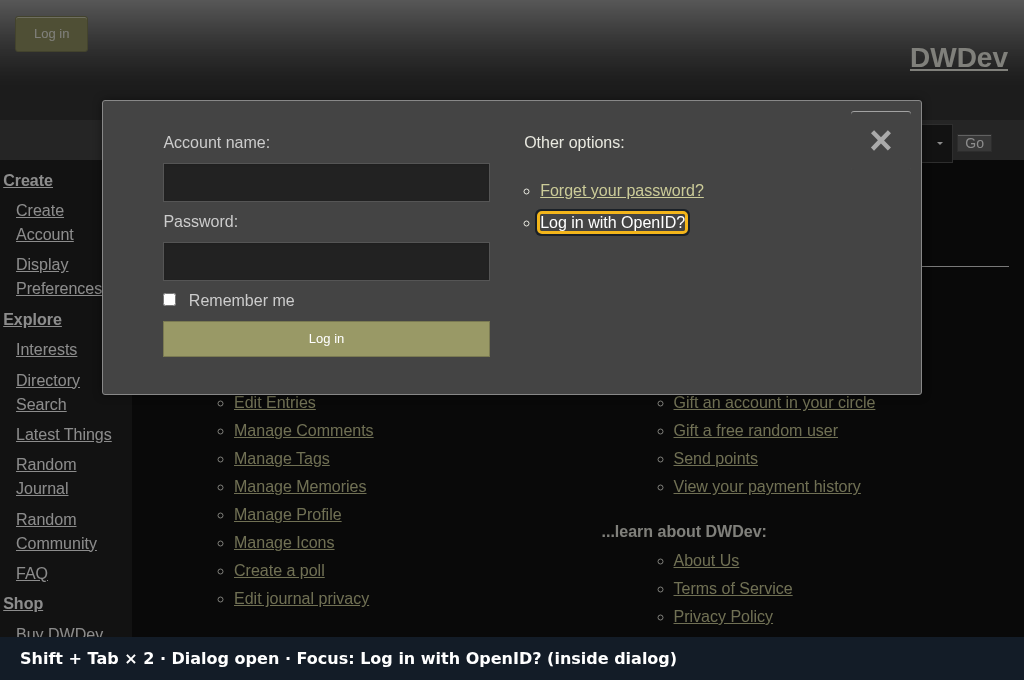 Log in
DWDev
Go
Account name:
Password:
Remember me
Log in
Other options:
Forget your password?
Log in with OpenID?
×
Create
Create
Account
Display
Preferences
Explore
Interests
Directory
Search
Latest Things
Random
Journal
Random
Community
FAQ
Shop
Buy DWDev
Edit Entries
Manage Comments
Manage Tags
Manage Memories
Manage Profile
Manage Icons
Create a poll
Edit journal privacy
Gift an account in your circle
Gift a free random user
Send points
View your payment history
...learn about DWDev:
About Us
Terms of Service
Privacy Policy
Shift + Tab × 2 · Dialog open · Focus: Log in with OpenID? (inside dialog)